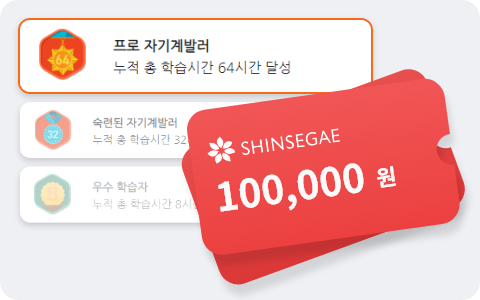 64
프로 자기계발러
누적 총 학습시간 64시간 달성
32
숙련된 자기계발러
누적 총 학습시간 32
우수 학습자
누적 총 학습시간 8시
SHINSEGAE
100,000 원